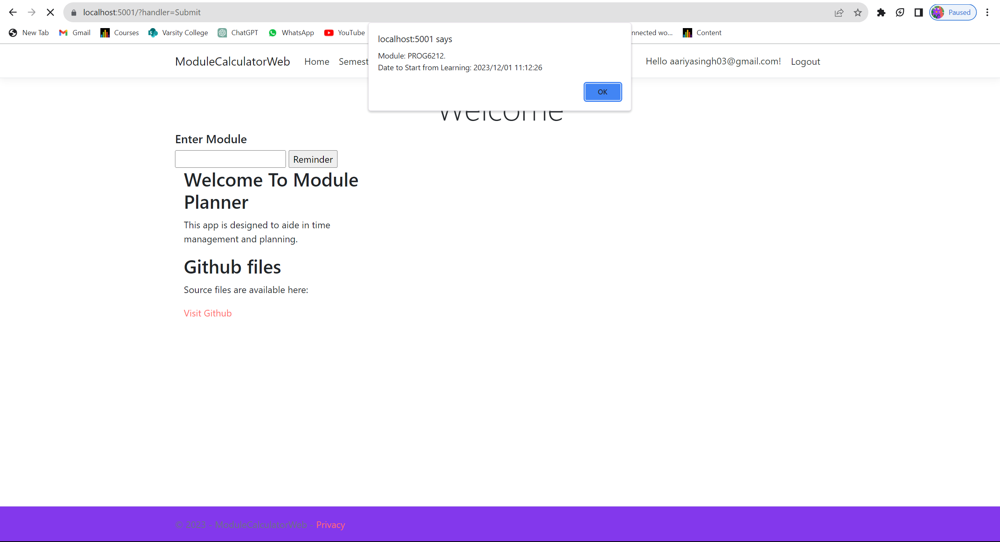 localhost:5001/?handler=Submit
Paused
New Tab
Gmail
Courses
Varsity College
ChatGPT
WhatsApp
YouTube
nnected wo...
Content
localhost:5001 says
Module: PROG6212.
Date to Start from Learning: 2023/12/01 11:12:26
OK
ModuleCalculatorWeb
Home
Semest
Hello aariyasingh03@gmail.com!
Logout
Welcome
Enter Module
Reminder
Welcome To Module
Planner
This app is designed to aide in time
management and planning.
Github files
Source files are available here:
Visit Github
© 2023 - ModuleCalculatorWeb - Privacy